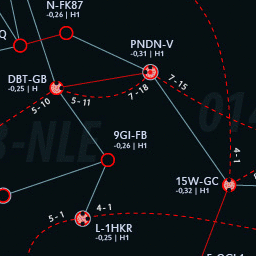 N-FK87
-0,26 | H1
PNDN-V
-0,31 | H1
DBT-GB
-0,25 | H
5-10
5-11
7-18
7-15
9GI-FB
-0,26 | H1
15W-GC
-0,32 | H1
4-1
5-1
4-1
L-1HKR
-0,25 | H1